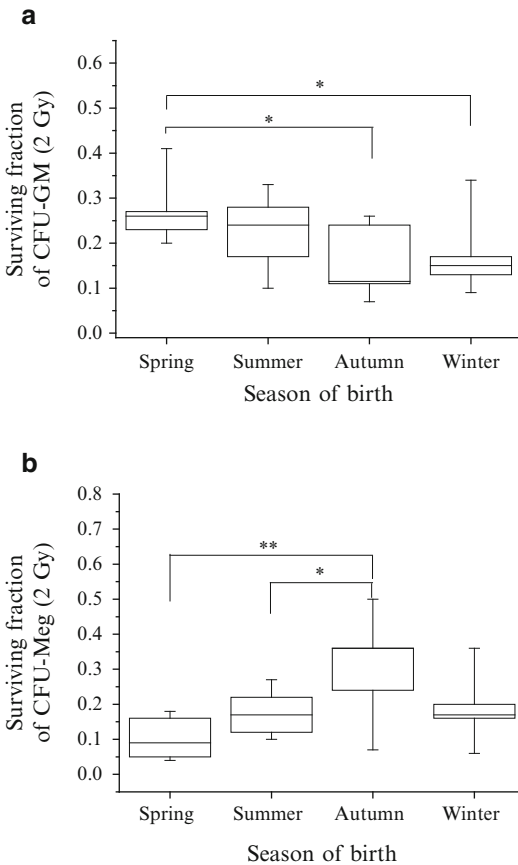 a
Surviving fraction
of CFU-GM (2 Gy)
0.6
0.5
0.4
0.3
0.2
0.1
0.0
*
*
Spring Summer Autumn Winter
Season of birth
b
Surviving fraction
of CFU-Meg (2 Gy)
0.8
0.7
0.6
0.5
0.4
0.3
0.2
0.1
0.0
**
*
Spring Summer Autumn Winter
Season of birth